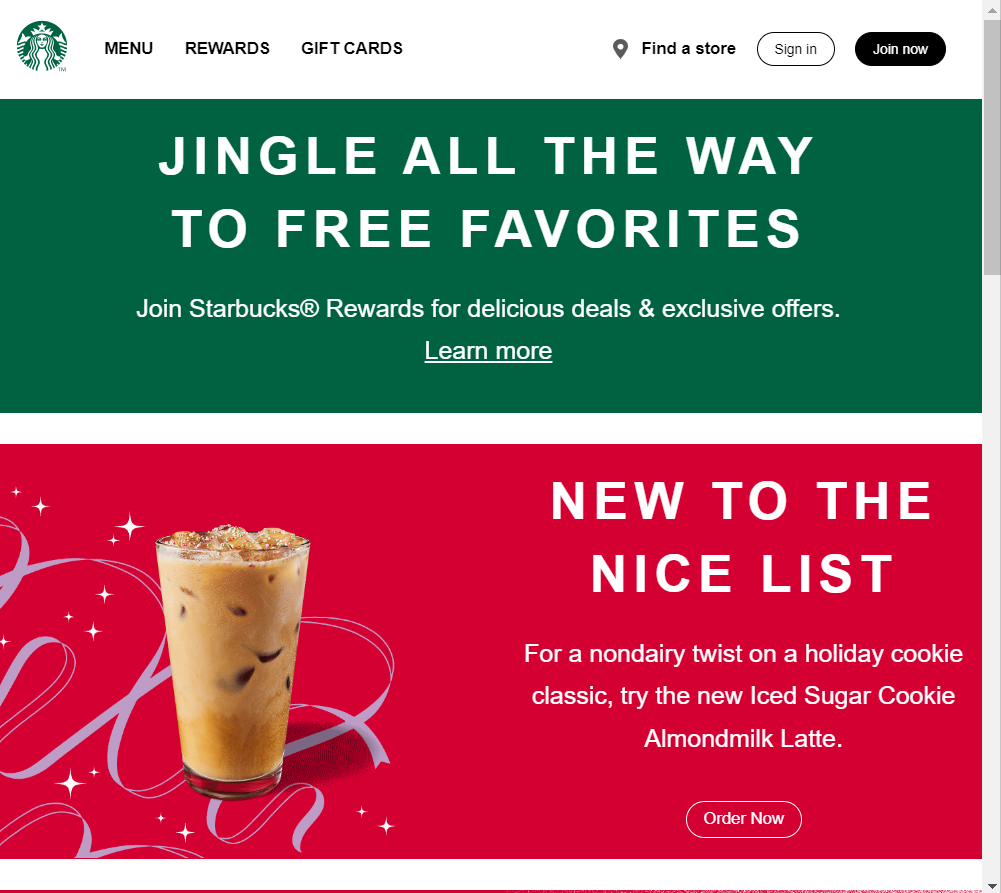 MENU REWARDS GIFT CARDS Find a store Sign in Join now
TM
JINGLE ALL THE WAY
TO FREE FAVORITES
Join Starbucks® Rewards for delicious deals & exclusive offers.
Learn more
NEW TO THE
NICE LIST
For a nondairy twist on a holiday cookie
classic, try the new Iced Sugar Cookie
Almondmilk Latte.
Order Now